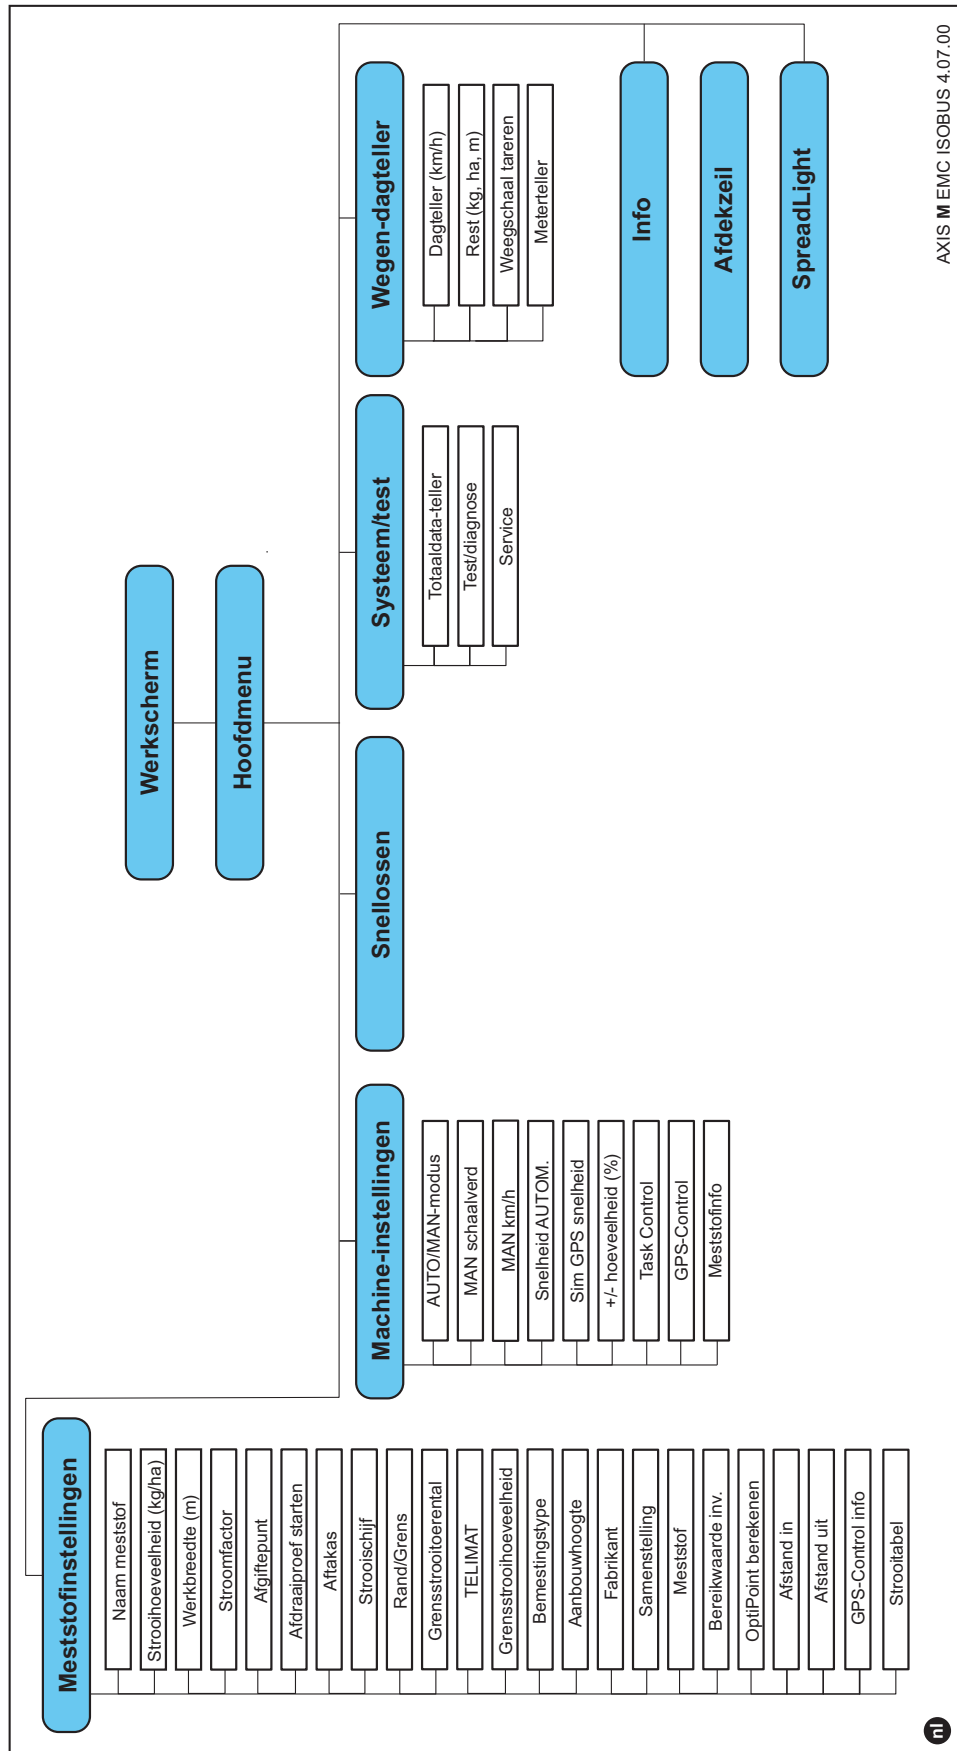 Werkscherm
Hoofdmenu
Meststofinstellingen
Naam meststof
Strooihoeveelheid (kg/ha)
Werkbreedte (m)
Stroomfactor
Afgiftepunt
Afdraaiproef starten
Aftakas
Strooischijf
Rand/Grens
Grensstrooitoerental
TELIMAT
Grensstrooihoeveelheid
Bemestingstype
Aanbouwhoogte
Fabrikant
Samenstelling
Meststof
Bereikwaarde inv.
OptiPoint berekenen
Afstand in
Afstand uit
GPS-Control info
Strooitabel
Machine-instellingen
AUTO/MAN-modus
MAN schaalverd
MAN km/h
Snelheid AUTOM.
Sim GPS snelheid
+/- hoeveelheid (%)
Task Control
GPS-Control
Meststofinfo
Snellossen
Systeem/test
Totaaldata-teller
Test/diagnose
Service
Wegen-dagteller
Dagteller (km/h)
Rest (kg, ha, m)
Weegschaal tareren
Meterteller
Info
Afdekzeil
SpreadLight
nl
AXIS M EMC ISOBUS 4.07.00